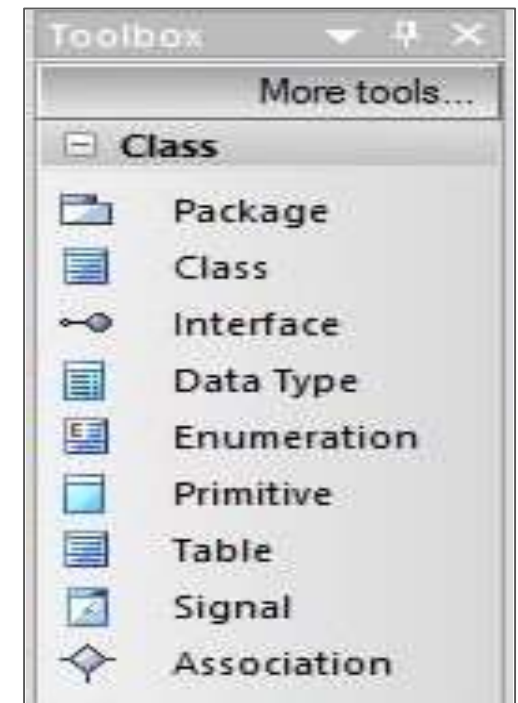 Toolbox
More tools...
Class
Package
Class
Interface
Data Type
Enumeration
Primitive
Table
Signal
Association